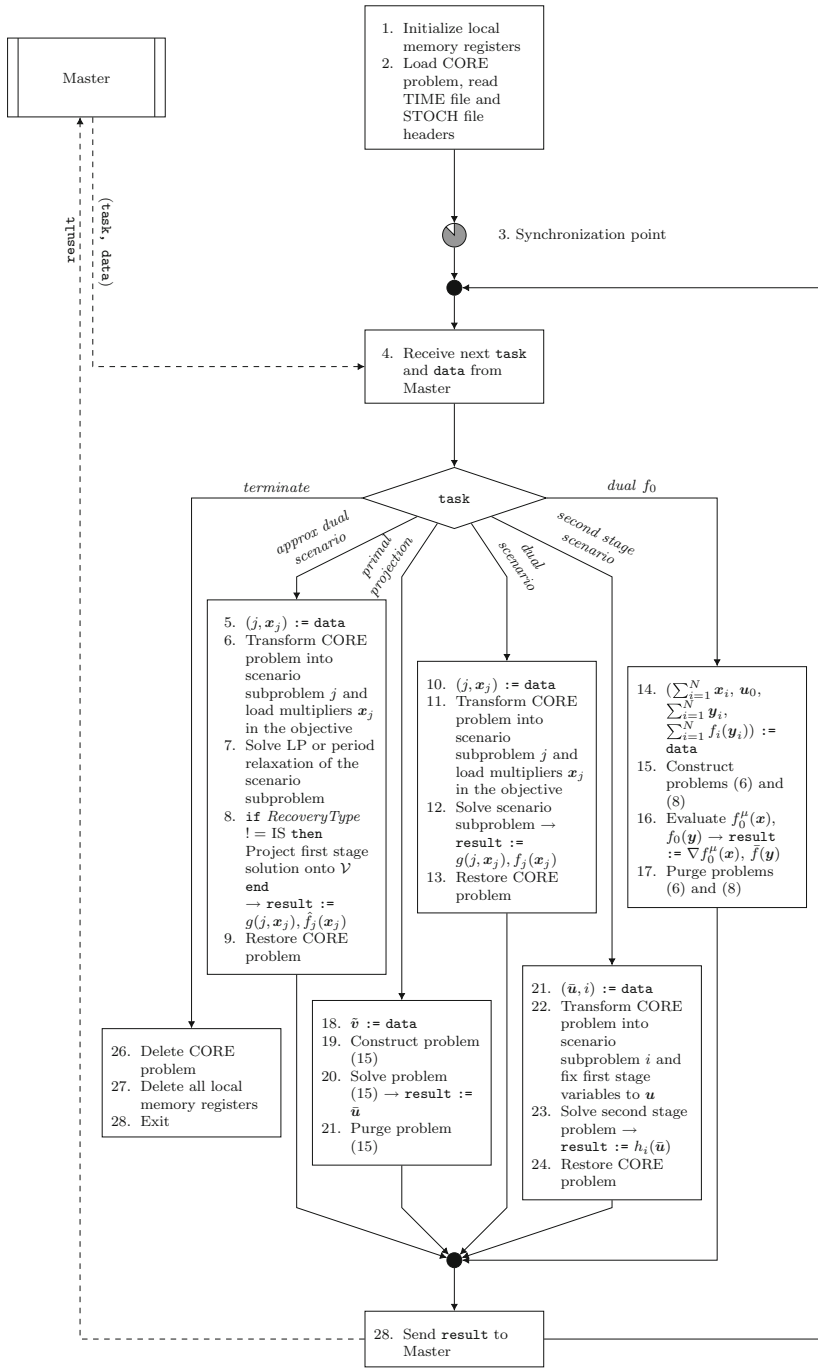 1. Initialize local
memory registers
2. Load CORE
problem, read
TIME file and
STOCH file
headers
Master
(task, data)
result
3. Synchronization point
4. Receive next task
and data from
Master
task
terminate
approx dual
scenario
primal
projection
dual
scenario
second stage
scenario
dual f₀
5. (j, xⱼ) := data
6. Transform CORE
problem into
scenario
subproblem j and
load multipliers xⱼ
in the objective
7. Solve LP or period
relaxation of the
scenario
subproblem
8. if RecoveryType
! = IS then
Project first stage
solution onto 𝒱
end
→ result :=
g(j, xⱼ), f̂ⱼ(xⱼ)
9. Restore CORE
problem
10. (j, xⱼ) := data
11. Transform CORE
problem into
scenario
subproblem j and
load multipliers xⱼ
in the objective
12. Solve scenario
subproblem →
result :=
g(j, xⱼ), fⱼ(xⱼ)
13. Restore CORE
problem
14. (∑ᵢ₌₁ᴺ xᵢ, u₀,
∑ᵢ₌₁ᴺ yᵢ,
∑ᵢ₌₁ᴺ fᵢ(yᵢ)) :=
data
15. Construct
problems (6) and
(8)
16. Evaluate f₀^μ(x),
f₀(y) → result
:= ∇f₀^μ(x), f̄(y)
17. Purge problems
(6) and (8)
18. ṽ := data
19. Construct problem
(15)
20. Solve problem
(15) → result :=
ū
21. Purge problem
(15)
21. (ū, i) := data
22. Transform CORE
problem into
scenario
subproblem i and
fix first stage
variables to u
23. Solve second stage
problem →
result := hᵢ(ū)
24. Restore CORE
problem
26. Delete CORE
problem
27. Delete all local
memory registers
28. Exit
28. Send result to
Master